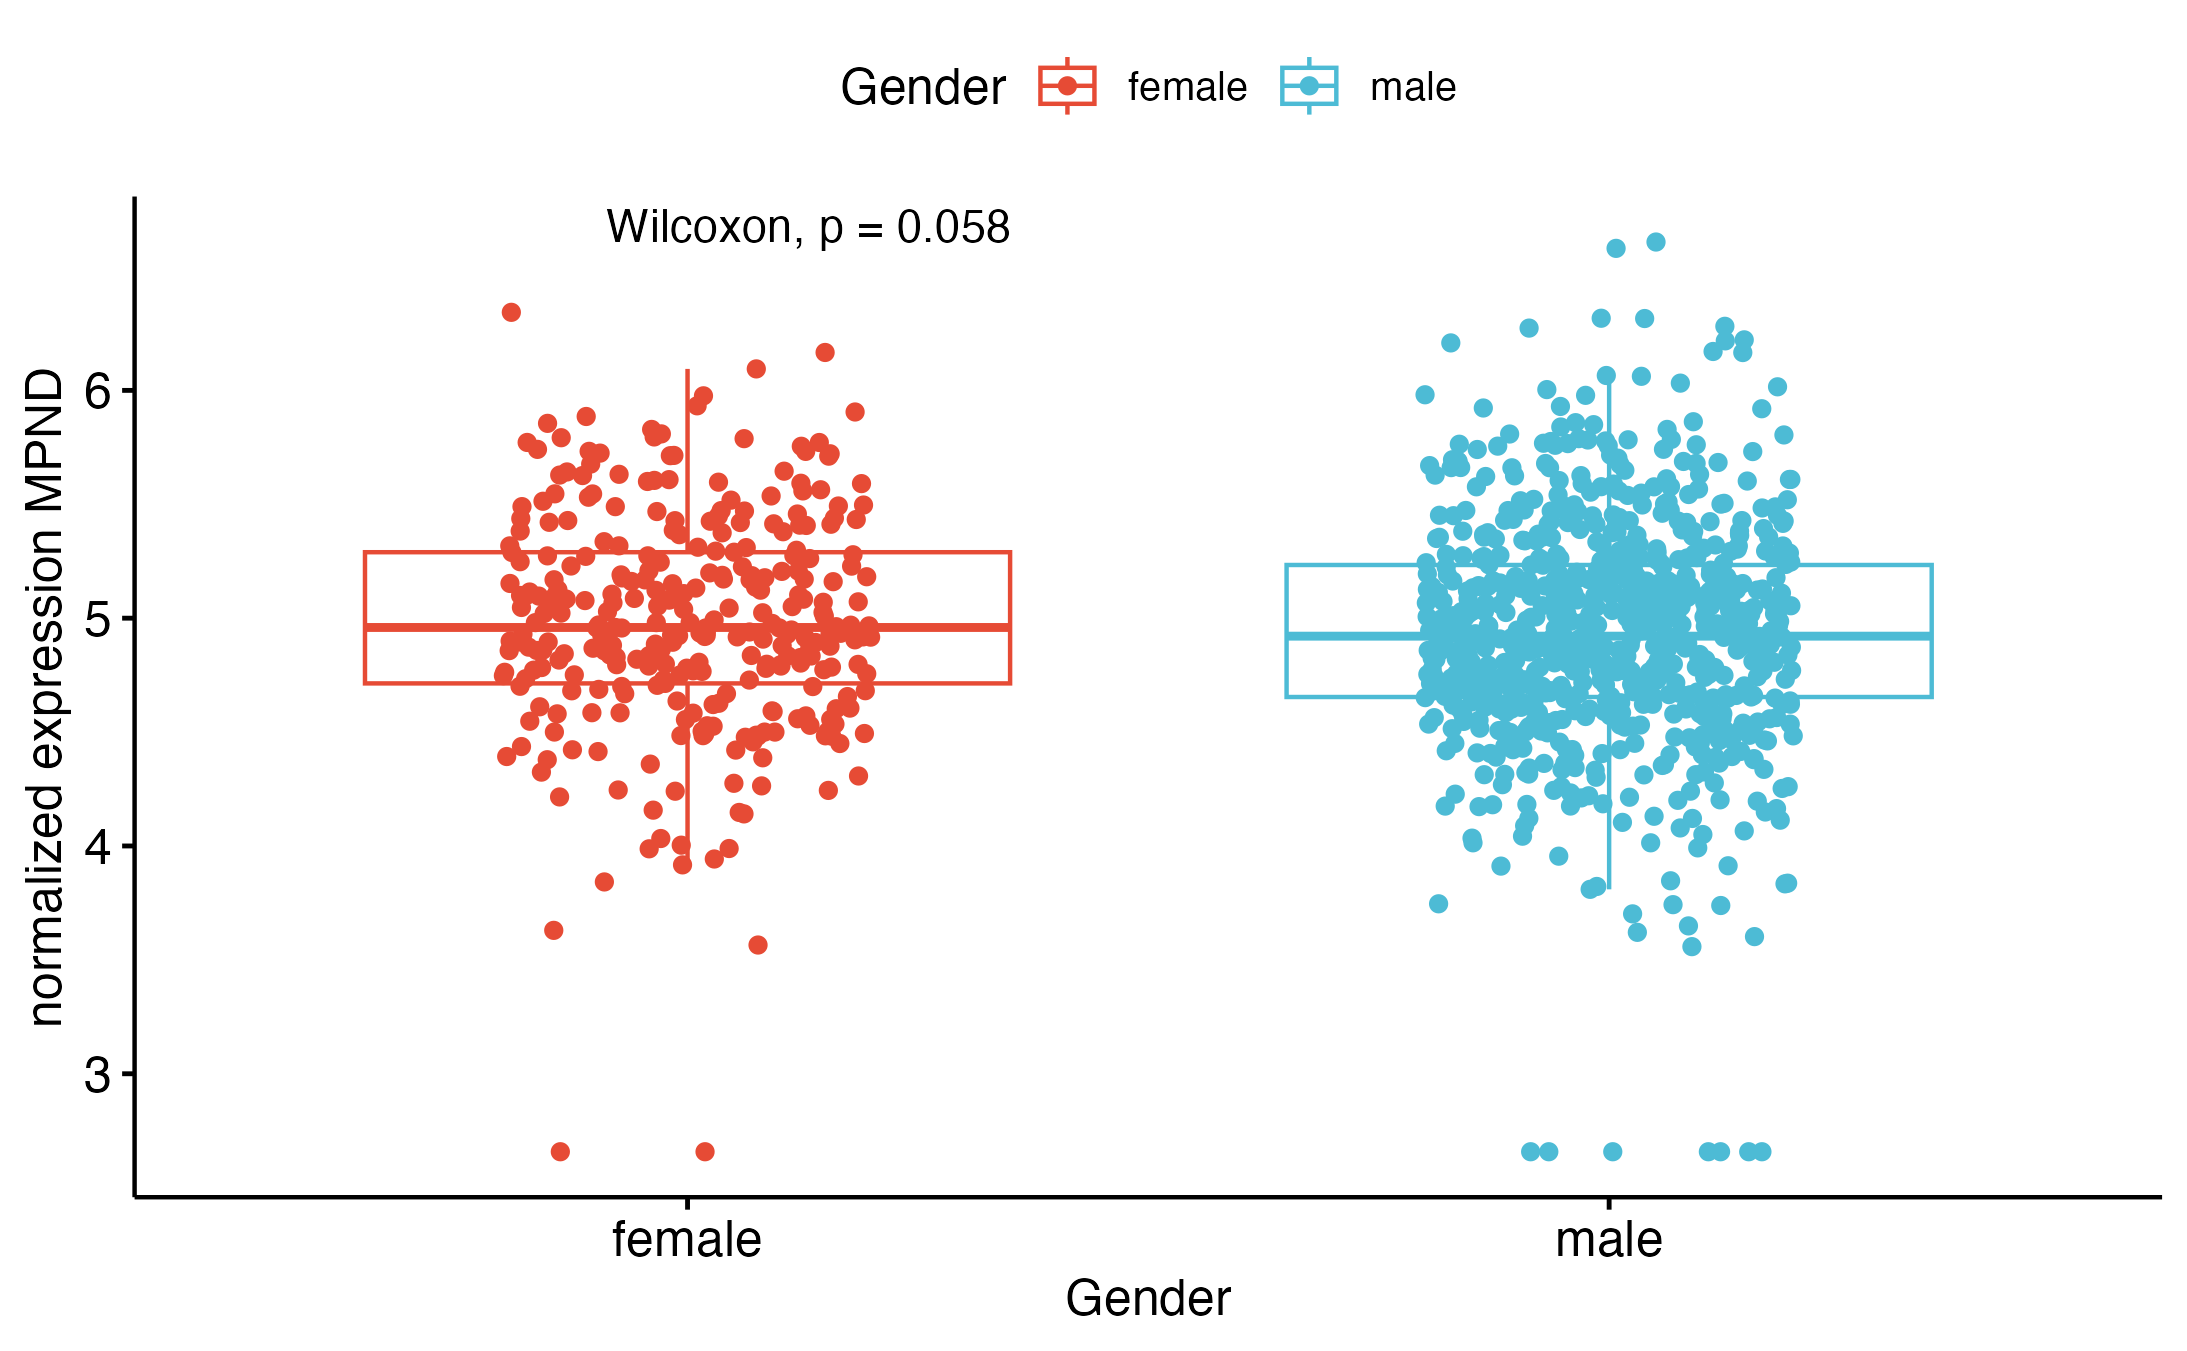 Gender female male
Wilcoxon, p = 0.058
normalized expression MPND
6
5
4
3
female male
Gender